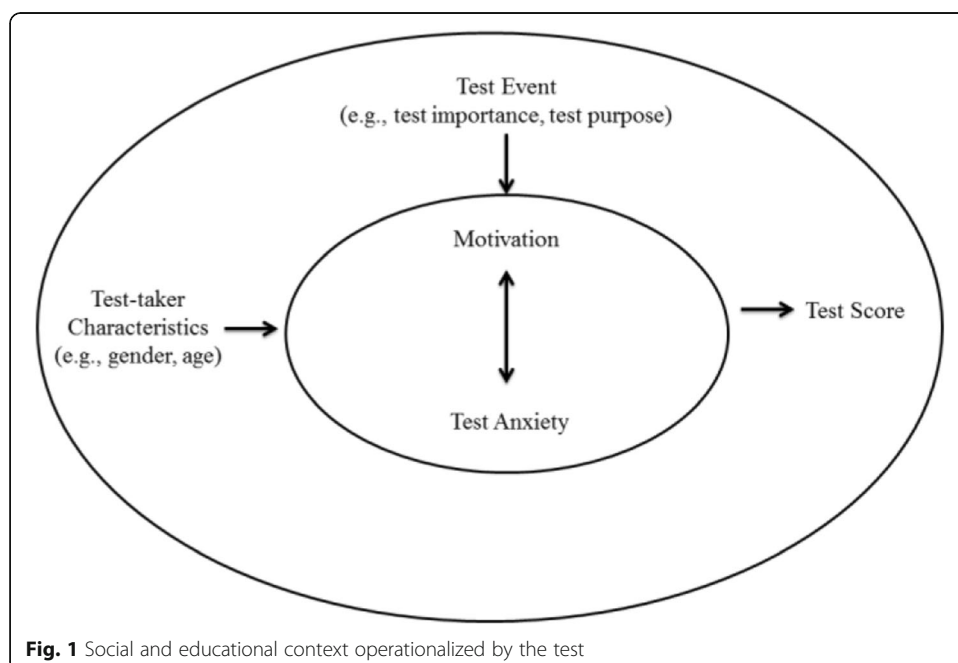 Test Event
(e.g., test importance, test purpose)
Motivation
Test-taker
Characteristics
(e.g., gender, age)
Test Score
Test Anxiety
Fig. 1 Social and educational context operationalized by the test